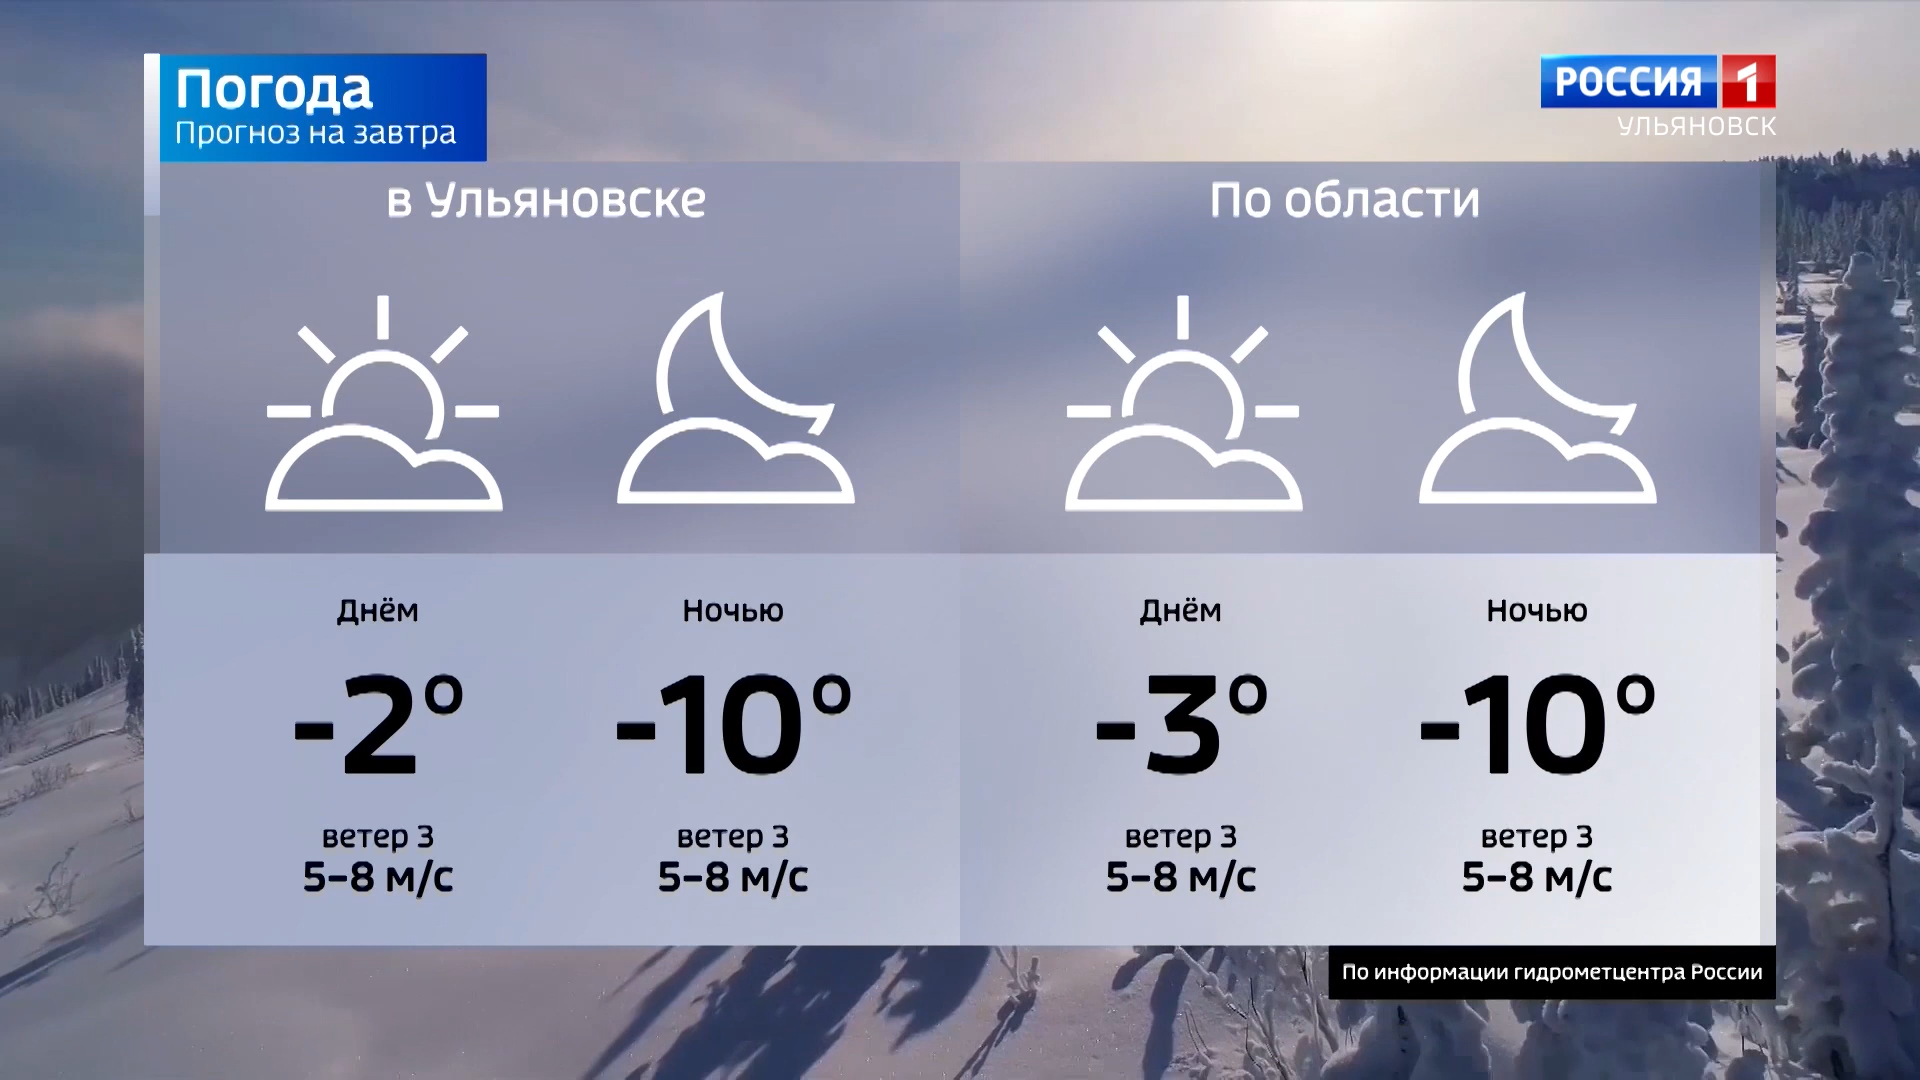 Погода
Прогноз на завтра
РОССИЯ 1
УЛЬЯНОВСК
в Ульяновске
По области
Днём
Ночью
Днём
Ночью
-2°
-10°
-3°
-10°
ветер З
ветер З
ветер З
ветер З
5-8 м/с
5-8 м/с
5-8 м/с
5-8 м/с
По информации гидрометцентра России